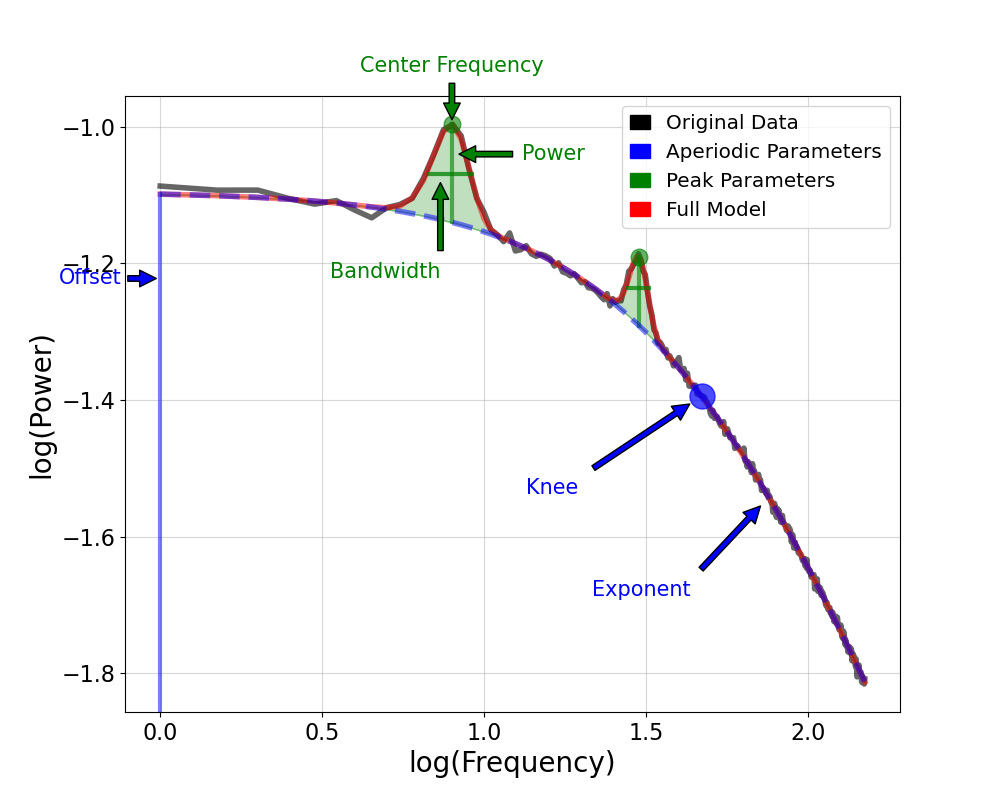 Center Frequency
−1.0
Original Data
Aperiodic Parameters
Peak Parameters
Full Model
Power
Bandwidth
−1.2
Offset
−1.4
Knee
Exponent
−1.6
−1.8
log(Power)
0.0 0.5 1.0 1.5 2.0
log(Frequency)